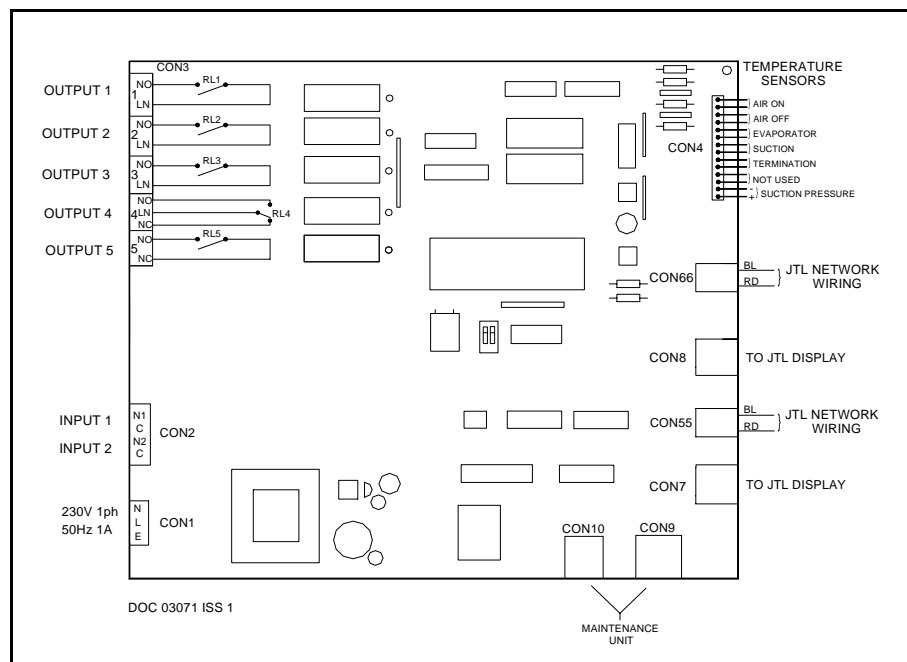 CON3
OUTPUT 1
1
NO
LN
RL1
OUTPUT 2
2
NO
LN
RL2
OUTPUT 3
3
NO
LN
RL3
OUTPUT 4
4
NO
LN
NC
RL4
OUTPUT 5
5
NO
NC
RL5
TEMPERATURE
SENSORS
CON4
AIR ON
AIR OFF
EVAPORATOR
SUCTION
TERMINATION
NOT USED
-
+
SUCTION PRESSURE
CON66
BL
RD
JTL NETWORK
WIRING
CON8
TO JTL DISPLAY
INPUT 1
INPUT 2
N1
C
N2
C
CON2
CON55
BL
RD
JTL NETWORK
WIRING
CON7
TO JTL DISPLAY
230V 1ph
50Hz 1A
N
L
E
CON1
CON10
CON9
DOC 03071 ISS 1
MAINTENANCE
UNIT